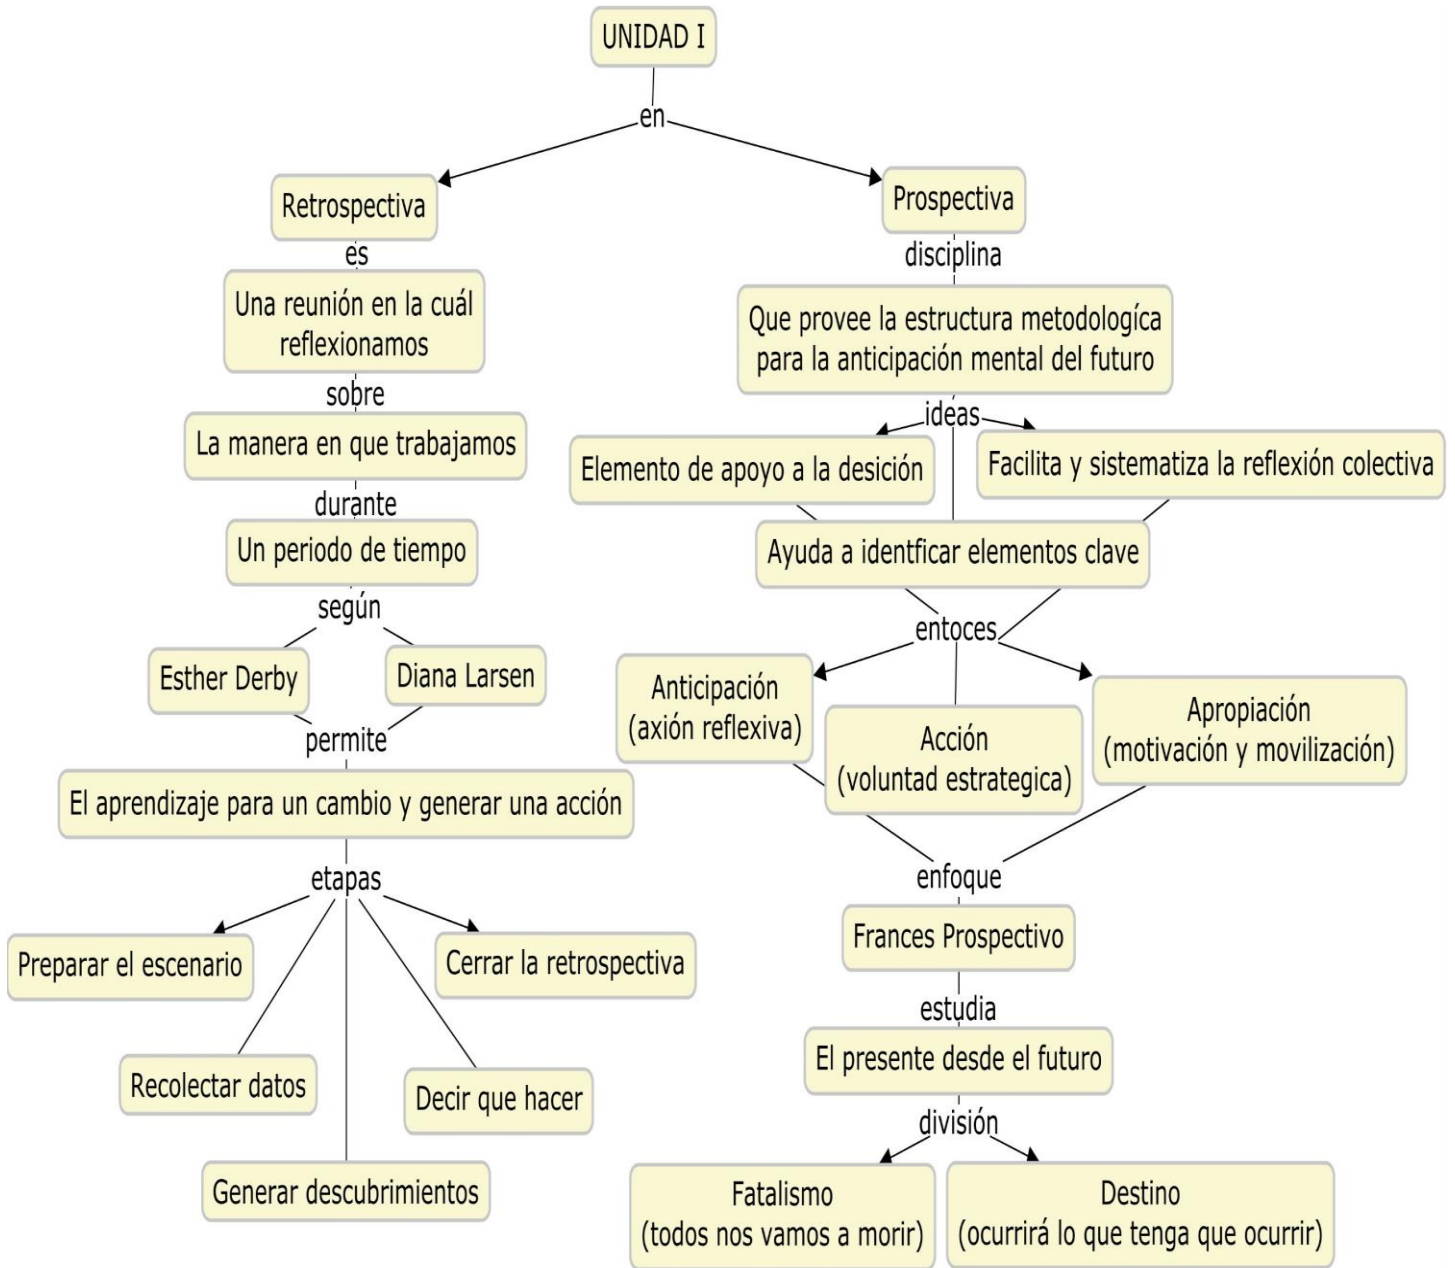 UNIDAD I
en
Retrospectiva
es
Una reunión en la cuál
reflexionamos
sobre
La manera en que trabajamos
durante
Un periodo de tiempo
según
Esther Derby
Diana Larsen
permite
El aprendizaje para un cambio y generar una acción
etapas
Preparar el escenario
Cerrar la retrospectiva
Recolectar datos
Decir que hacer
Generar descubrimientos
Prospectiva
disciplina
Que provee la estructura metodologíca
para la anticipación mental del futuro
ideas
Elemento de apoyo a la desición
Facilita y sistematiza la reflexión colectiva
Ayuda a identficar elementos clave
entoces
Anticipación
(axión reflexiva)
Acción
(voluntad estrategica)
Apropiación
(motivación y movilización)
enfoque
Frances Prospectivo
estudia
El presente desde el futuro
división
Fatalismo
(todos nos vamos a morir)
Destino
(ocurrirá lo que tenga que ocurrir)